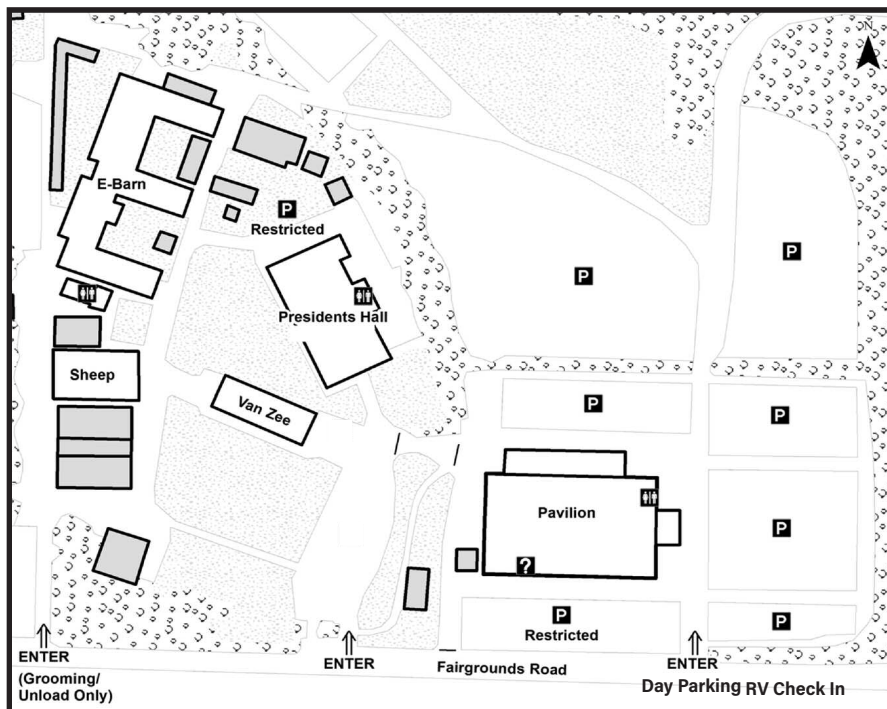 N
E-Barn
P
Restricted
P
P
Presidents Hall
Sheep
Van Zee
P
P
Pavilion
P
?
P
Restricted
P
ENTER
(Grooming/
Unload Only)
ENTER
Fairgrounds Road
ENTER
Day Parking RV Check In